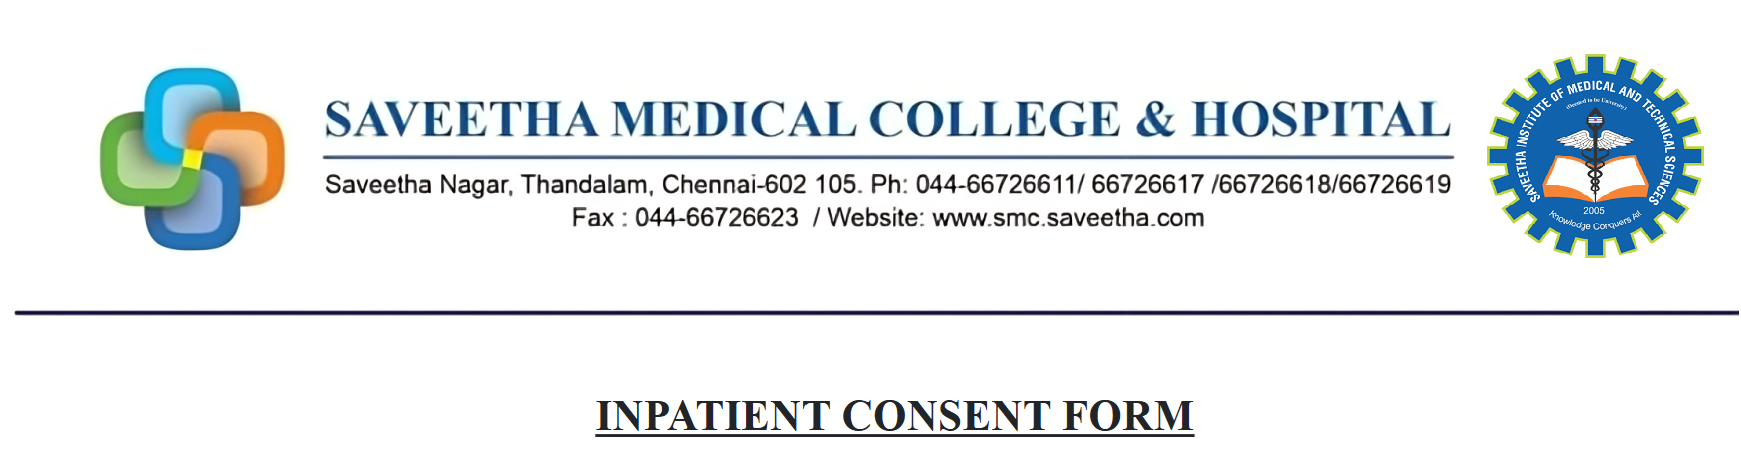 SAVEETHA MEDICAL COLLEGE & HOSPITAL
Saveetha Nagar, Thandalam, Chennai-602 105. Ph: 044-66726611/ 66726617 /66726618/66726619
Fax : 044-66726623 / Website: www.smc.saveetha.com
SAVEETHA INSTITUTE OF MEDICAL AND TECHNICAL SCIENCES
(Deemed to be University)
2005
Knowledge Conquers All
INPATIENT CONSENT FORM